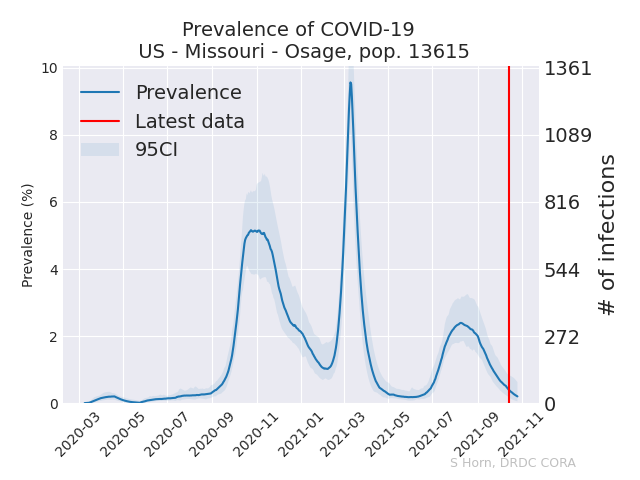 Prevalence of COVID-19
US - Missouri - Osage, pop. 13615
Prevalence
Latest data
95CI
Prevalence (%)
10
8
6
4
2
0
1361
1089
816
544
272
0
# of infections
2020-03
2020-05
2020-07
2020-09
2020-11
2021-01
2021-03
2021-05
2021-07
2021-09
2021-11
S Horn, DRDC CORA